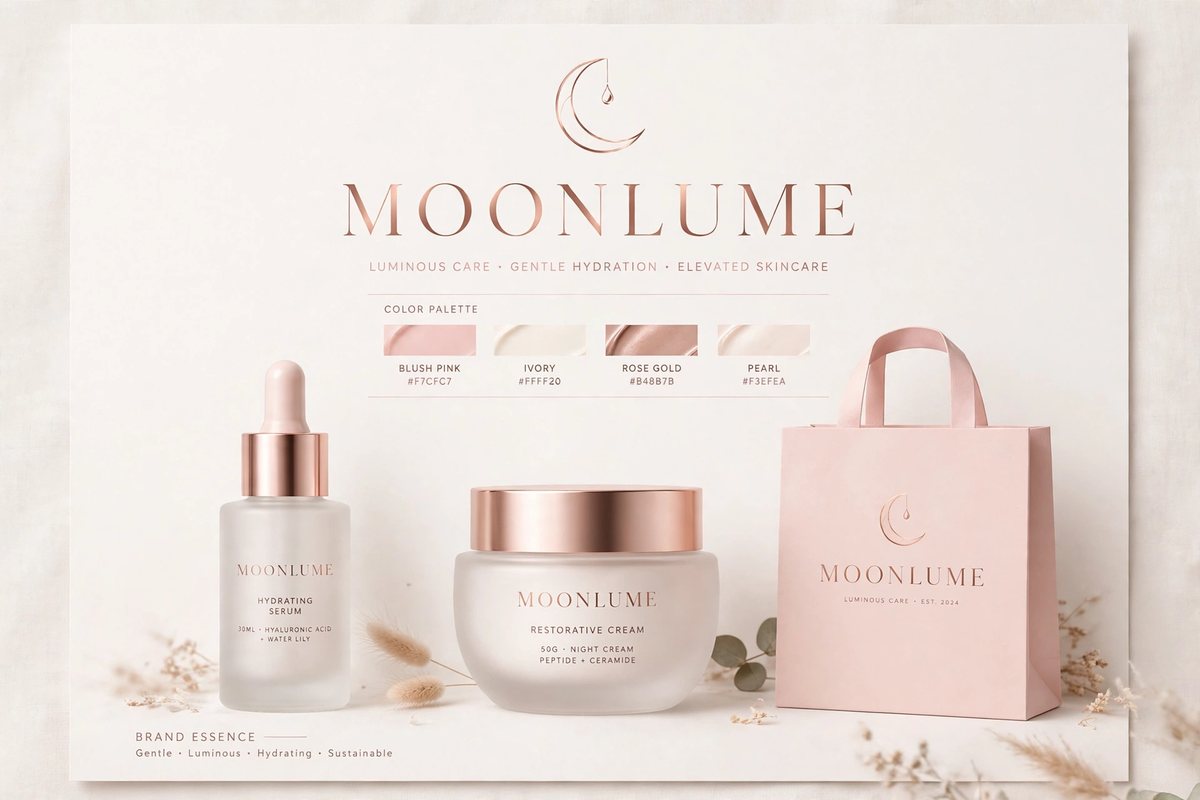 MOONLUME
LUMINOUS CARE • GENTLE HYDRATION • ELEVATED SKINCARE
COLOR PALETTE
BLUSH PINK
#F7CFC7
IVORY
#FFFF20
ROSE GOLD
#B48B7B
PEARL
#F3EFEA
MOONLUME
HYDRATING
SERUM
30ML • HYALURONIC ACID
+ WATER LILY
MOONLUME
RESTORATIVE CREAM
50G • NIGHT CREAM
PEPTIDE + CERAMIDE
MOONLUME
LUMINOUS CARE • EST. 2024
BRAND ESSENCE
Gentle • Luminous • Hydrating • Sustainable